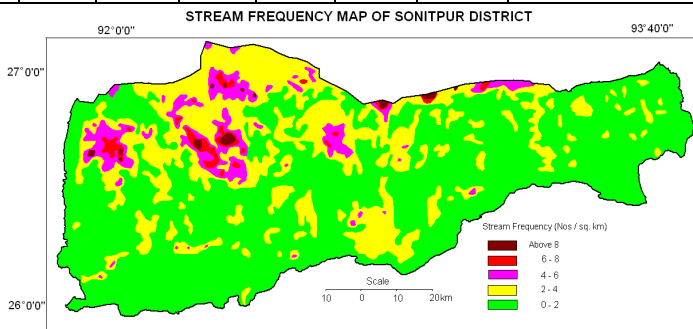 STREAM FREQUENCY MAP OF SONITPUR DISTRICT
92°0'0"
93°40'0"
27°0'0"
Stream Frequency (Nos / sq. km)
Above 8
6 - 8
4 - 6
2 - 4
0 - 2
Scale
10 0 10 20km
26°0'0"